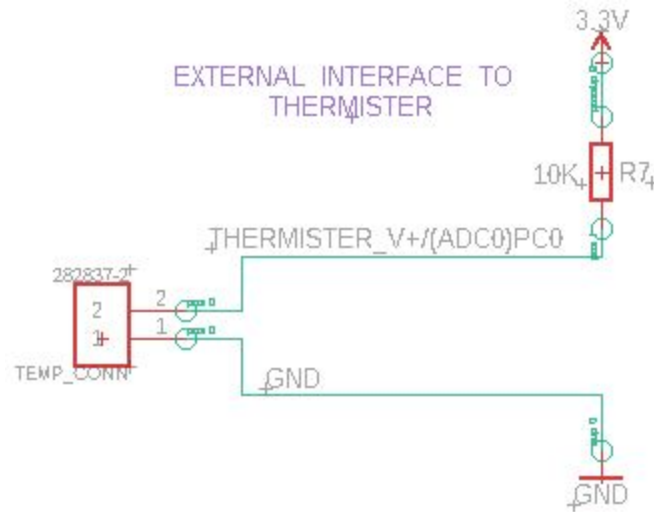 3.3V
EXTERNAL INTERFACE TO
THERMISTER
10K
R7
THERMISTER_V+/(ADC0)PC0
282837-2
2
2
1
1
TEMP_CONN
GND
GND